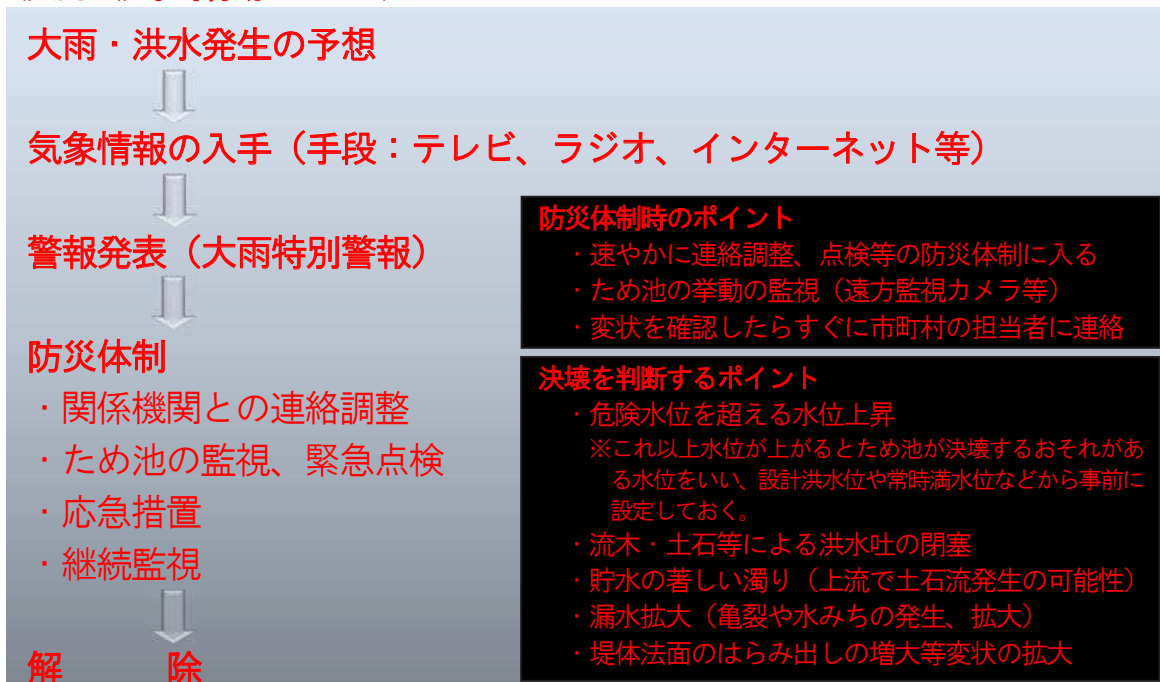 大雨・洪水発生の予想
気象情報の入手（手段：テレビ、ラジオ、インターネット等）
警報発表（大雨特別警報）
防災体制
・関係機関との連絡調整
・ため池の監視、緊急点検
・応急措置
・継続監視
解　　　除
防災体制時のポイント
・速やかに連絡調整、点検等の防災体制に入る
・ため池の挙動の監視（遠方監視カメラ等）
・変状を確認したらすぐに市町村の担当者に連絡
決壊を判断するポイント
・危険水位を超える水位上昇
※これ以上水位が上がるとため池が決壊するおそれがあ
る水位をいい、設計洪水位や常時満水位などから事前に
設定しておく。
・流木・土石等による洪水吐の閉塞
・貯水の著しい濁り（上流で土石流発生の可能性）
・漏水拡大（亀裂や水みちの発生、拡大）
・堤体法面のはらみ出しの増大等変状の拡大